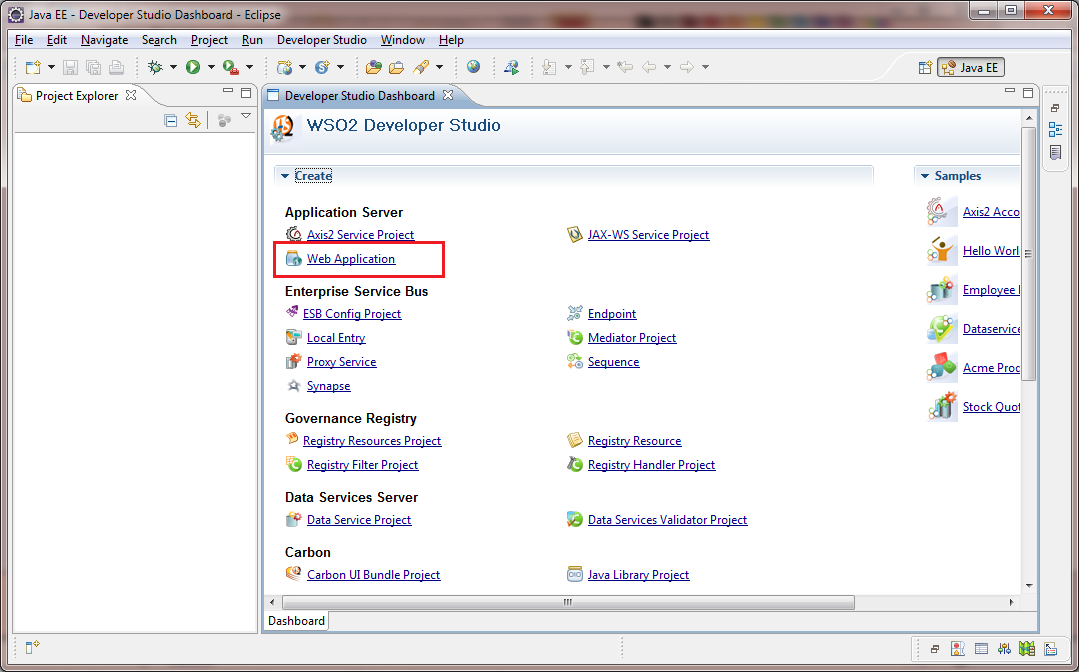 Java EE - Developer Studio Dashboard - Eclipse
File Edit Navigate Search Project Run Developer Studio Window Help
Java EE
Project Explorer
Developer Studio Dashboard
WSO2 Developer Studio
Create
Samples
Application Server
Axis2 Service Project
JAX-WS Service Project
Web Application
Enterprise Service Bus
ESB Config Project
Endpoint
Local Entry
Mediator Project
Proxy Service
Sequence
Synapse
Governance Registry
Registry Resources Project
Registry Resource
Registry Filter Project
Registry Handler Project
Data Services Server
Data Service Project
Data Services Validator Project
Carbon
Carbon UI Bundle Project
Java Library Project
Axis2 Acco
Hello Worl
Employee
Dataservice
Acme Proc
Stock Quot
Dashboard